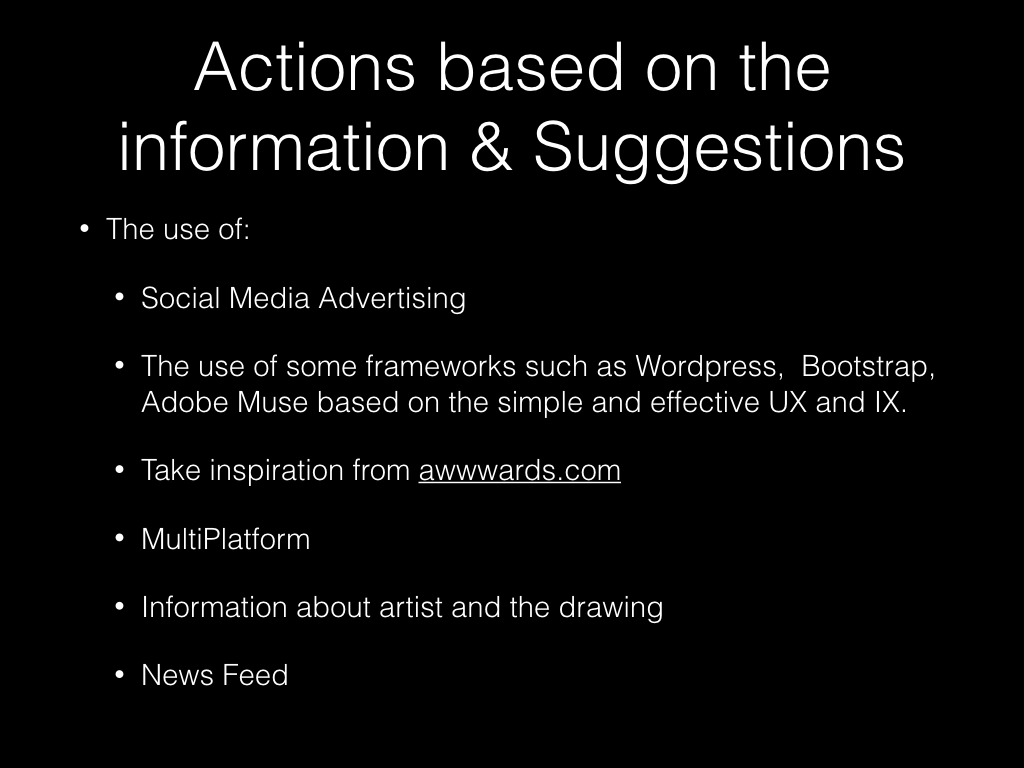 Actions based on the
information & Suggestions
• The use of:
• Social Media Advertising
• The use of some frameworks such as Wordpress,  Bootstrap,
Adobe Muse based on the simple and effective UX and IX.
• Take inspiration from awwwards.com
• MultiPlatform
• Information about artist and the drawing
• News Feed